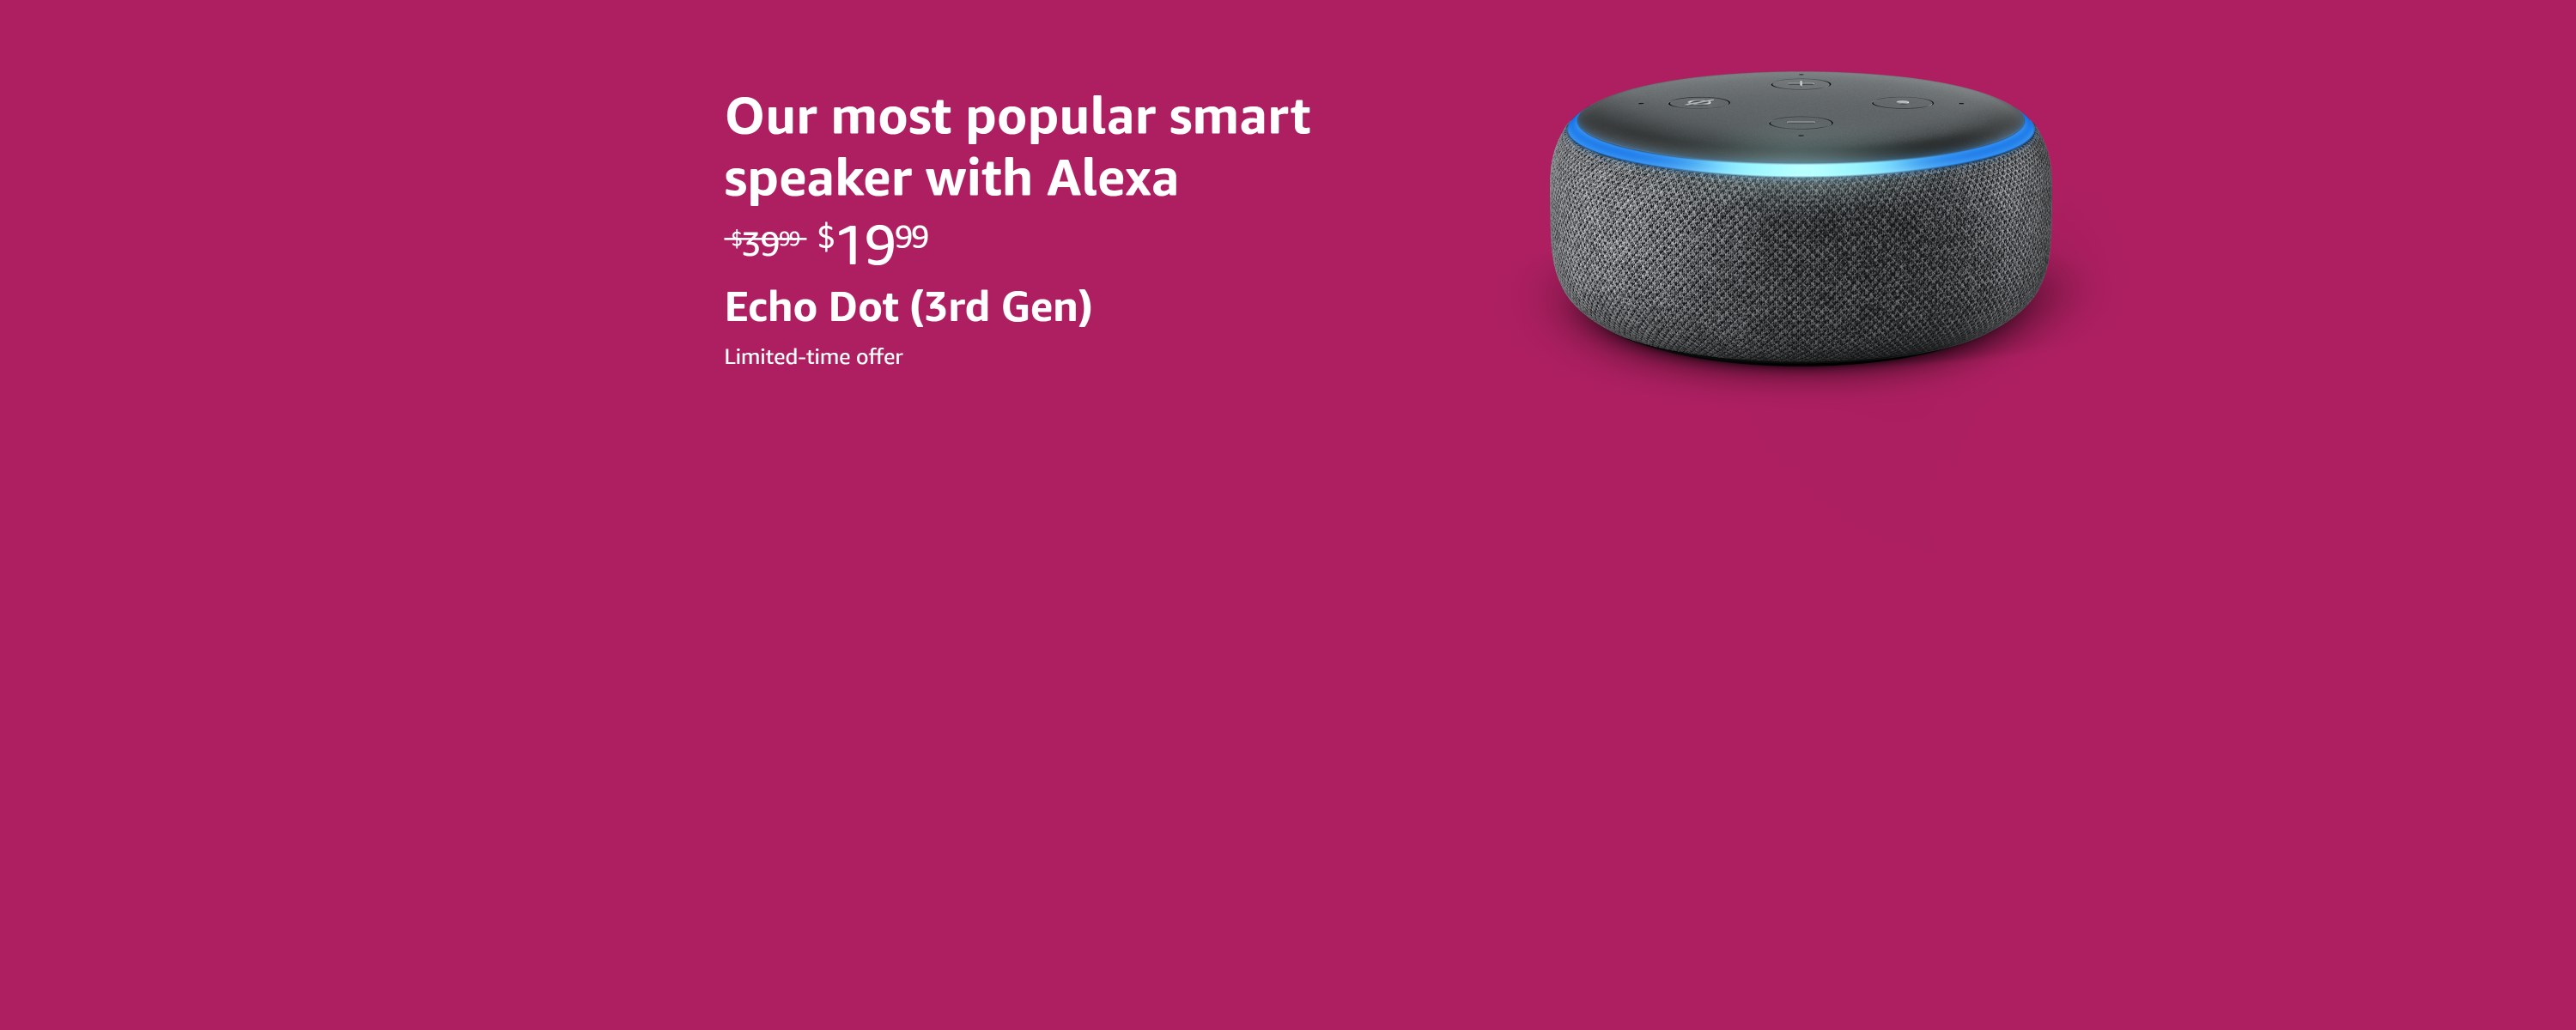 Our most popular smart
speaker with Alexa
$39.99 $19.99
Echo Dot (3rd Gen)
Limited-time offer